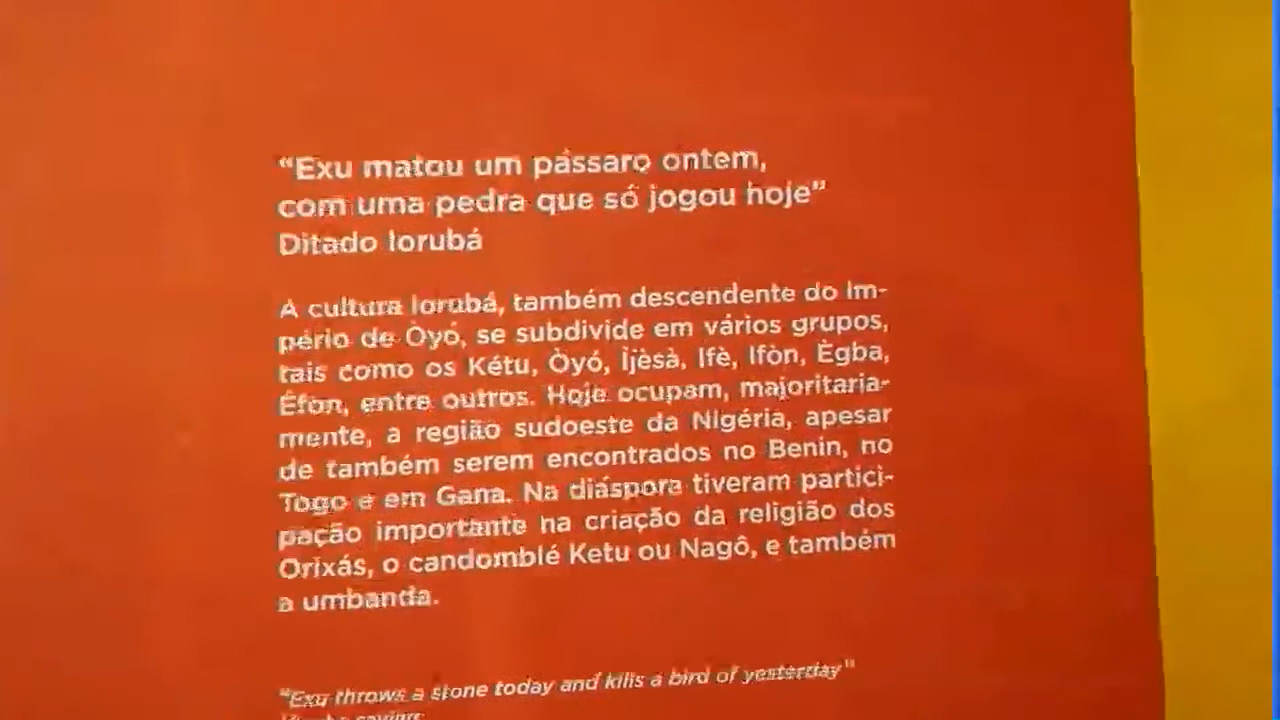 “Exu matou um pássaro ontem,
com uma pedra que só jogou hoje”
Ditado Iorubá
A cultura Iorubá, também descendente do Im-
pério de Òyó, se subdivide em vários grupos,
tais como os Kétu, Òyó, Ìjèsà, Ifè, Ifòn, Ègba,
Éfon, entre outros. Hoje ocupam, majoritaria-
mente, a região sudoeste da Nigéria, apesar
de também serem encontrados no Benin, no
Togo e em Gana. Na diáspora tiveram partici-
pação importante na criação da religião dos
Orixás, o candomblé Ketu ou Nagô, e também
a umbanda.
“Exu throws a stone today and kills a bird of yesterday”